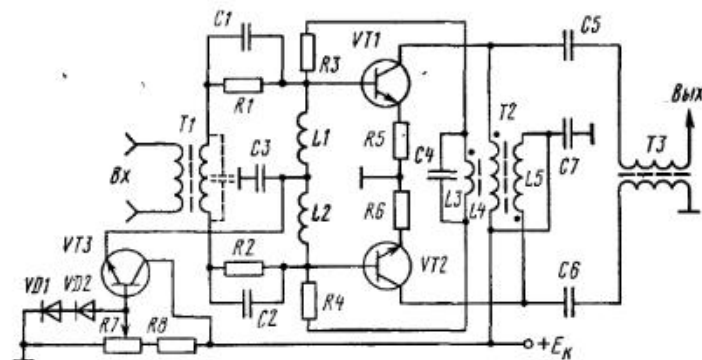 C1
VT1
C5
R3
R1
T1
C3
L1
R5
C4
T2
C7
Вых
T3
Вх
L3
L4
L5
L2
R6
VT3
R2
VT2
VD1
VD2
C2
R4
C6
R7
R8
+Eк